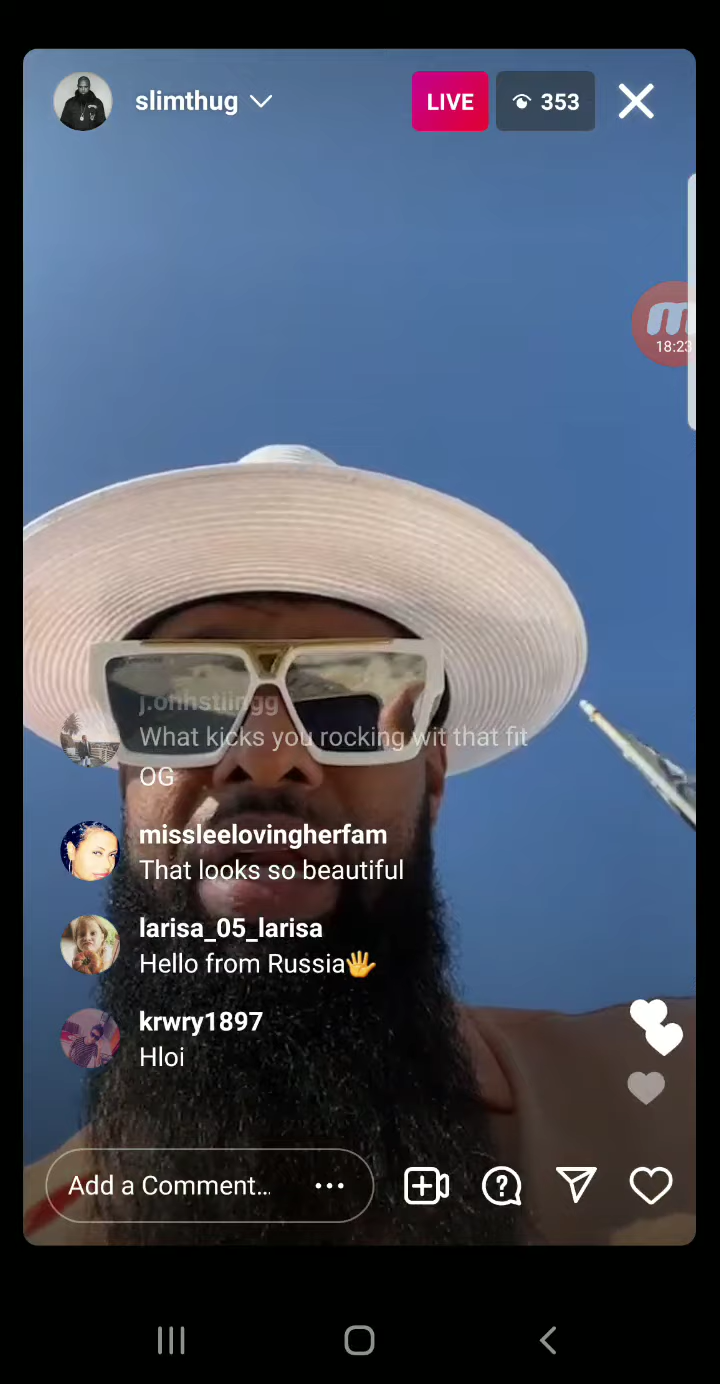 slimthug
LIVE
353
m
18:23
j.ohhstiingg
What kicks you rocking wit that fit
OG
missleelovingherfam
That looks so beautiful
larisa_05_larisa
Hello from Russia🖐
krwry1897
Hloi
Add a Comment...